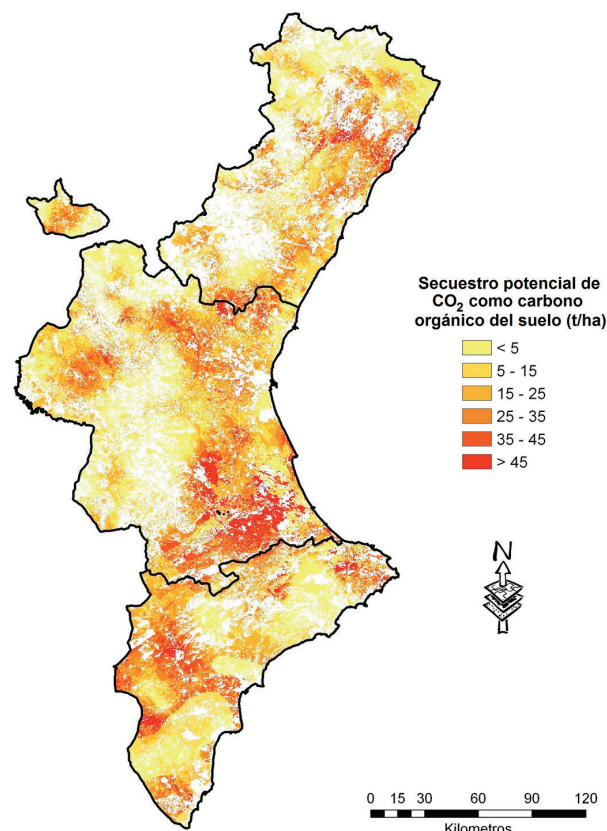 Secuestro potencial de
CO₂ como carbono
orgánico del suelo (t/ha)
< 5
5 - 15
15 - 25
25 - 35
35 - 45
> 45
N
0 15 30 60 90 120
Kilometros